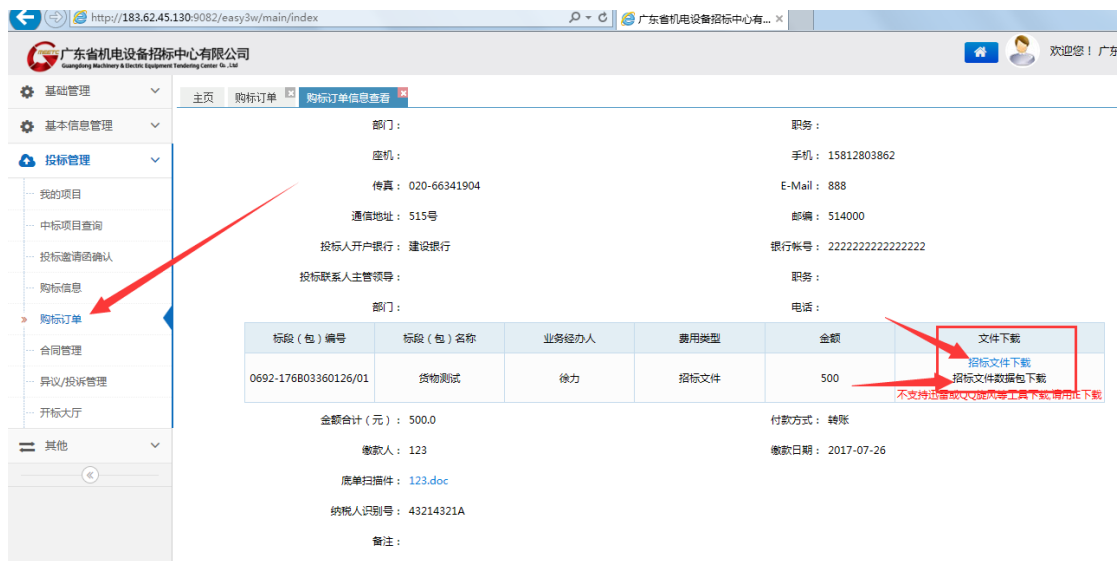 http://183.62.45.130:9082/easy3w/main/index
广东省机电设备招标中心有...
广东省机电设备招标中心有限公司
Guangdong Machinery & Electric Equipment Tendering Center Co.,Ltd
欢迎您！ 广东
基础管理
主页 购标订单 购标订单信息查看
基本信息管理
部门： 职务：
投标管理
座机： 手机： 15812803862
我的项目
传真： 020-66341904 E-Mail： 888
中标项目查询
通信地址： 515号 邮编： 514000
投标邀请函确认
投标人开户银行： 建设银行 银行帐号： 2222222222222222
购标信息
投标联系人主管领导： 职务：
购标订单
部门： 电话：
标段（包）编号 标段（包）名称 业务经办人 费用类型 金额 文件下载
合同管理
招标文件下载
0692-176B03360126/01 货物测试 徐力 招标文件 500 招标文件数据包下载
异议/投诉管理
不支持迅雷或QQ旋风等工具下载,请用IE下载
开标大厅
金额合计（元）： 500.0 付款方式： 转账
其他
缴款人： 123 缴款日期： 2017-07-26
底单扫描件： 123.doc
纳税人识别号： 43214321A
备注：